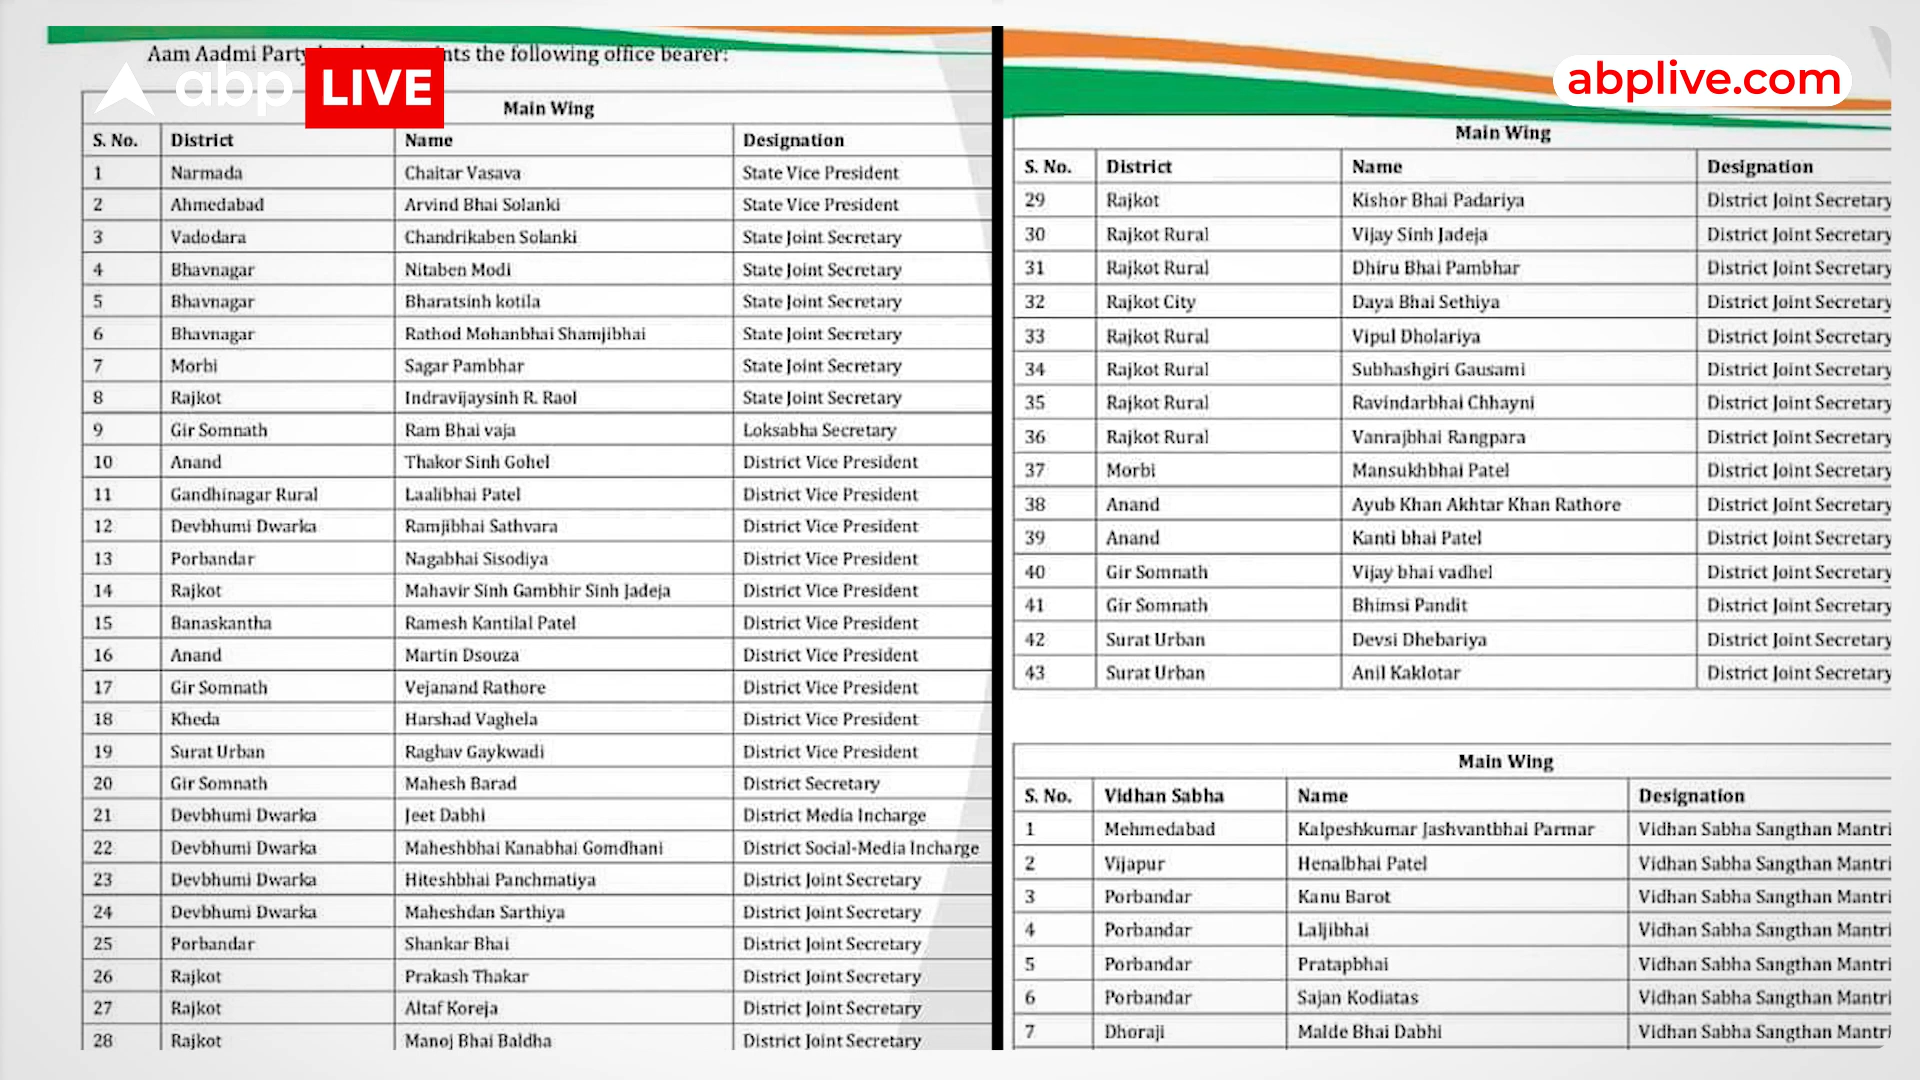 Aam Aadmi Party the following office bearer:
abp LIVE
Main Wing
S. No. District Name Designation
1 Narmada Chaitar Vasava State Vice President
2 Ahmedabad Arvind Bhai Solanki State Vice President
3 Vadodara Chandrikaben Solanki State Joint Secretary
4 Bhavnagar Nitaben Modi State Joint Secretary
5 Bhavnagar Bharatsinh kotila State Joint Secretary
6 Bhavnagar Rathod Mohanbhai Shamjibhai State Joint Secretary
7 Morbi Sagar Pambhar State Joint Secretary
8 Rajkot Indravijaysinh R. Raol State Joint Secretary
9 Gir Somnath Ram Bhai vaja Loksabha Secretary
10 Anand Thakor Sinh Gohel District Vice President
11 Gandhinagar Rural Laalibhai Patel District Vice President
12 Devbhumi Dwarka Ramjibhai Sathvara District Vice President
13 Porbandar Nagabhai Sisodiya District Vice President
14 Rajkot Mahavir Sinh Gambhir Sinh Jadeja District Vice President
15 Banaskantha Ramesh Kantilal Patel District Vice President
16 Anand Martin Dsouza District Vice President
17 Gir Somnath Vejanand Rathore District Vice President
18 Kheda Harshad Vaghela District Vice President
19 Surat Urban Raghav Gaykwadi District Vice President
20 Gir Somnath Mahesh Barad District Secretary
21 Devbhumi Dwarka Jeet Dabhi District Media Incharge
22 Devbhumi Dwarka Maheshbhai Kanabhai Gomdhani District Social-Media Incharge
23 Devbhumi Dwarka Hiteshbhai Panchmatiya District Joint Secretary
24 Devbhumi Dwarka Maheshdan Sarthiya District Joint Secretary
25 Porbandar Shankar Bhai District Joint Secretary
26 Rajkot Prakash Thakar District Joint Secretary
27 Rajkot Altaf Koreja District Joint Secretary
28 Rajkot Manoj Bhai Baldha District Joint Secretary
abplive.com
Main Wing
S. No. District Name Designation
29 Rajkot Kishor Bhai Padariya District Joint Secretary
30 Rajkot Rural Vijay Sinh Jadeja District Joint Secretary
31 Rajkot Rural Dhiru Bhai Pambhar District Joint Secretary
32 Rajkot City Daya Bhai Sethiya District Joint Secretary
33 Rajkot Rural Vipul Dholariya District Joint Secretary
34 Rajkot Rural Subhashgiri Gausami District Joint Secretary
35 Rajkot Rural Ravindarbhai Chhayni District Joint Secretary
36 Rajkot Rural Vanrajbhai Rangpara District Joint Secretary
37 Morbi Mansukhbhai Patel District Joint Secretary
38 Anand Ayub Khan Akhtar Khan Rathore District Joint Secretary
39 Anand Kanti bhai Patel District Joint Secretary
40 Gir Somnath Vijay bhai vadhel District Joint Secretary
41 Gir Somnath Bhimsi Pandit District Joint Secretary
42 Surat Urban Devsi Dhebariya District Joint Secretary
43 Surat Urban Anil Kaklotar District Joint Secretary
Main Wing
S. No. Vidhan Sabha Name Designation
1 Mehmedabad Kalpeshkumar Jashvantbhai Parmar Vidhan Sabha Sangthan Mantri
2 Vijapur Henalbhai Patel Vidhan Sabha Sangthan Mantri
3 Porbandar Kanu Barot Vidhan Sabha Sangthan Mantri
4 Porbandar Laljibhai Vidhan Sabha Sangthan Mantri
5 Porbandar Pratapbhai Vidhan Sabha Sangthan Mantri
6 Porbandar Sajan Kodiatas Vidhan Sabha Sangthan Mantri
7 Dhoraji Malde Bhai Dabhi Vidhan Sabha Sangthan Mantri